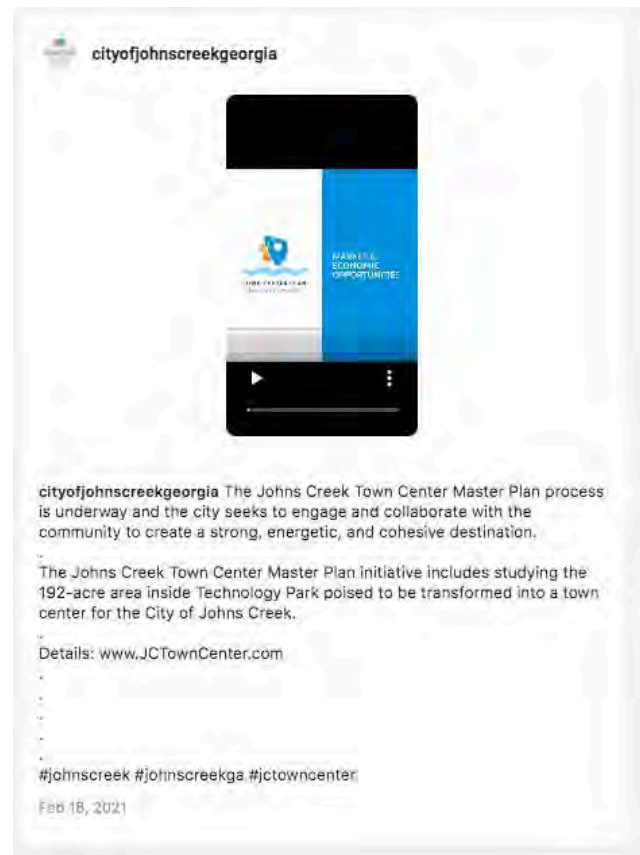 cityofjohnscreekgeorgia
MARKET &
ECONOMIC
OPPORTUNITIES
cityofjohnscreekgeorgia The Johns Creek Town Center Master Plan process
is underway and the city seeks to engage and collaborate with the
community to create a strong, energetic, and cohesive destination.
.
The Johns Creek Town Center Master Plan initiative includes studying the
192-acre area inside Technology Park poised to be transformed into a town
center for the City of Johns Creek.
.
Details: www.JCTownCenter.com
.
.
.
.
.
#johnscreek #johnscreekga #jctowncenter
Feb 18, 2021